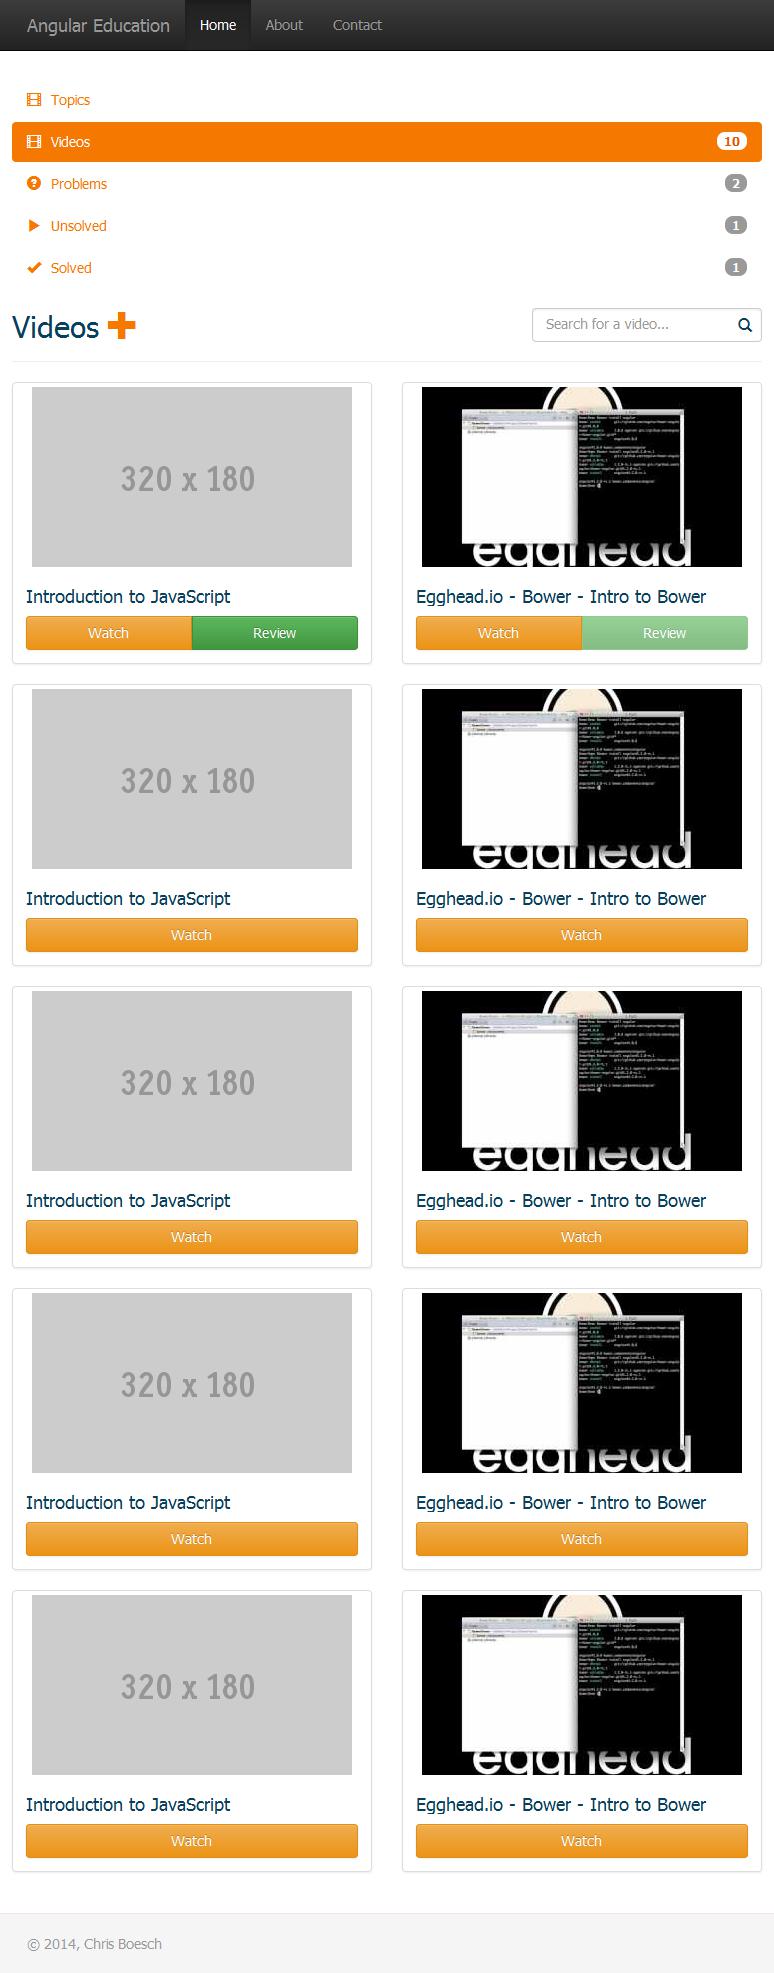 Angular Education Home About Contact
Topics
Videos 10
Problems 2
Unsolved 1
Solved 1
Videos Search for a video...
320 x 180
egghead
Introduction to JavaScript Egghead.io - Bower - Intro to Bower
Watch Review Watch Review
320 x 180
egghead
Introduction to JavaScript Egghead.io - Bower - Intro to Bower
Watch Watch
320 x 180
egghead
Introduction to JavaScript Egghead.io - Bower - Intro to Bower
Watch Watch
320 x 180
egghead
Introduction to JavaScript Egghead.io - Bower - Intro to Bower
Watch Watch
320 x 180
egghead
Introduction to JavaScript Egghead.io - Bower - Intro to Bower
Watch Watch
© 2014, Chris Boesch